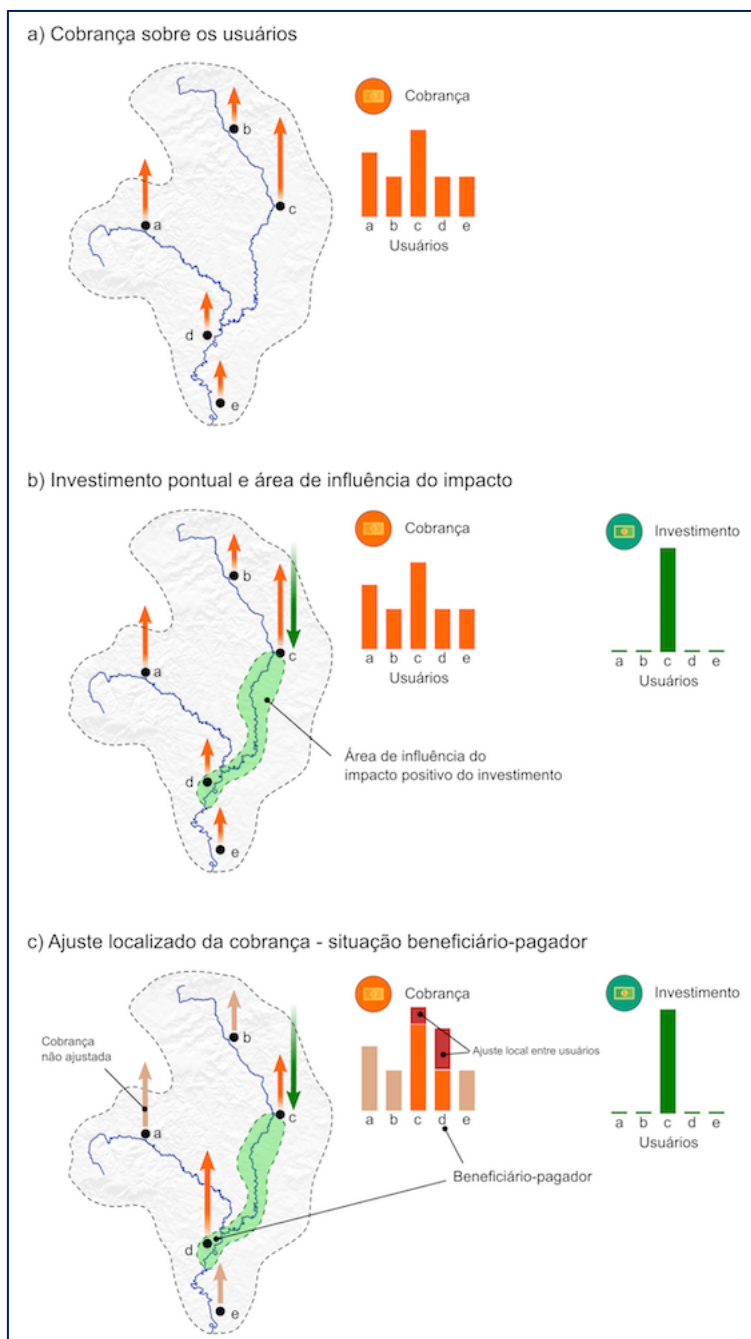 a) Cobrança sobre os usuários
b
c
a
d
e
Cobrança
a b c d e
Usuários
b) Investimento pontual e área de influência do impacto
b
c
a
d
e
Área de influência do
impacto positivo do investimento
Cobrança
a b c d e
Usuários
Investimento
a b c d e
Usuários
c) Ajuste localizado da cobrança - situação beneficiário-pagador
Cobrança
não ajustada
b
c
a
d
e
Cobrança
Ajuste local entre usuários
a b c d e
Usuários
Beneficiário-pagador
Investimento
a b c d e
Usuários